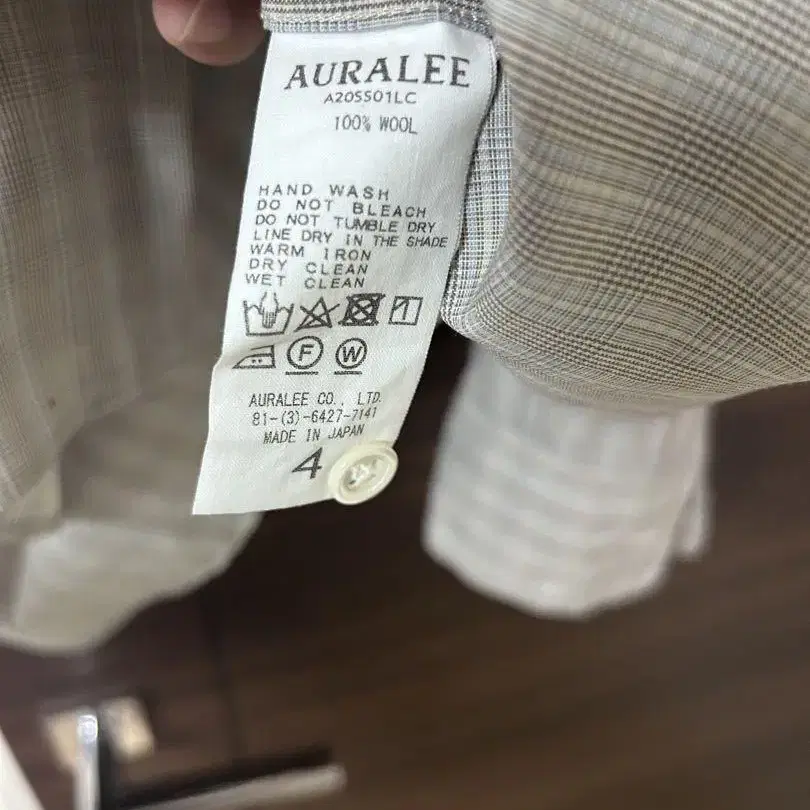 AURALEE
A20SS01LC
100% WOOL
HAND WASH
DO NOT BLEACH
DO NOT TUMBLE DRY
LINE DRY IN THE SHADE
WARM IRON
DRY CLEAN
WET CLEAN
F W
AURALEE CO., LTD.
81-(3)-6427-7141
MADE IN JAPAN
4